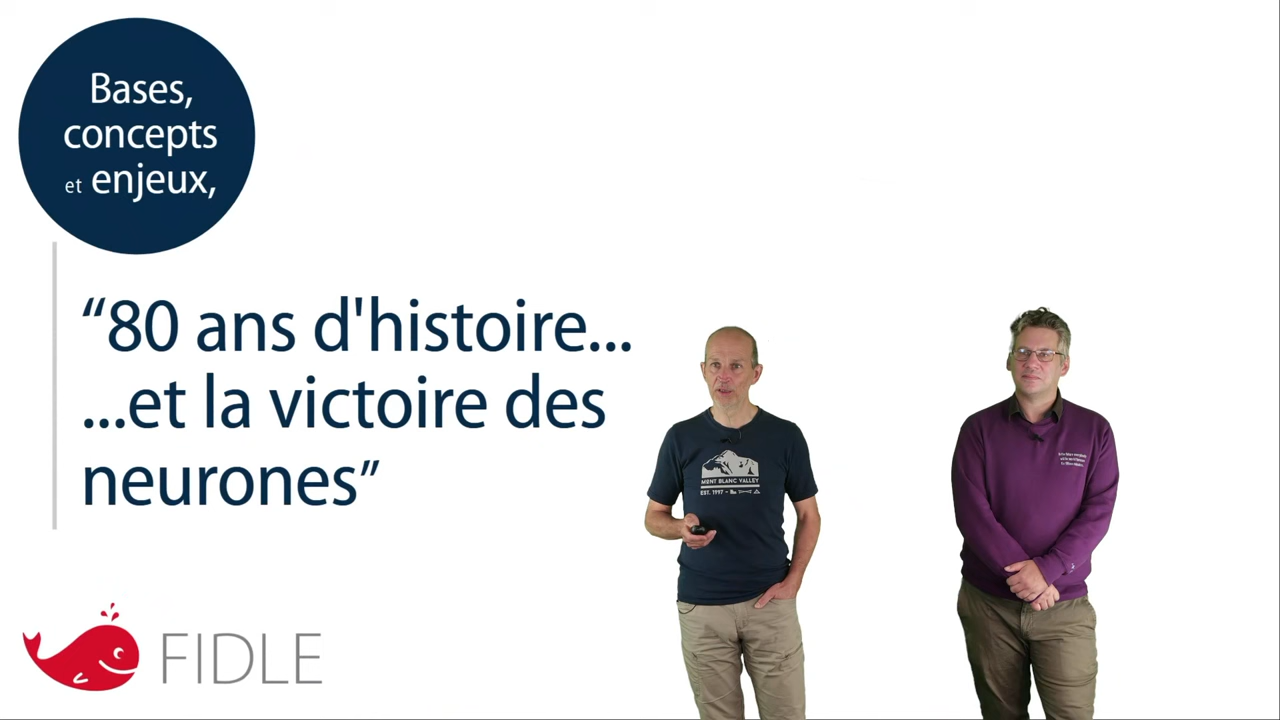 Bases,
concepts
et enjeux,
“80 ans d'histoire...
...et la victoire des
neurones”
MONT BLANC VALLEY
EST. 1997 -
FIDLE